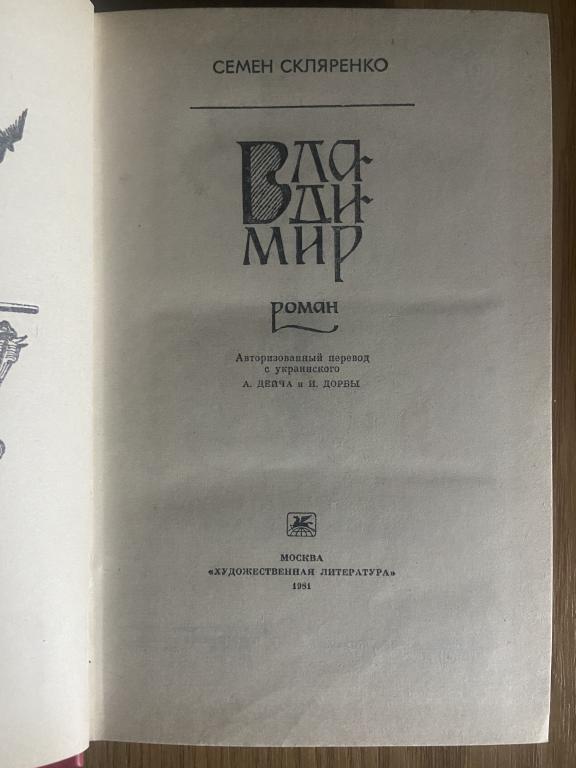 СЕМЕН СКЛЯРЕНКО
ВЛА-
ДИ-
МИР
роман
Авторизованный перевод
с украинского
А. ДЕЙЧА и И. ДОРБЫ
МОСКВА
«ХУДОЖЕСТВЕННАЯ ЛИТЕРАТУРА»
1981